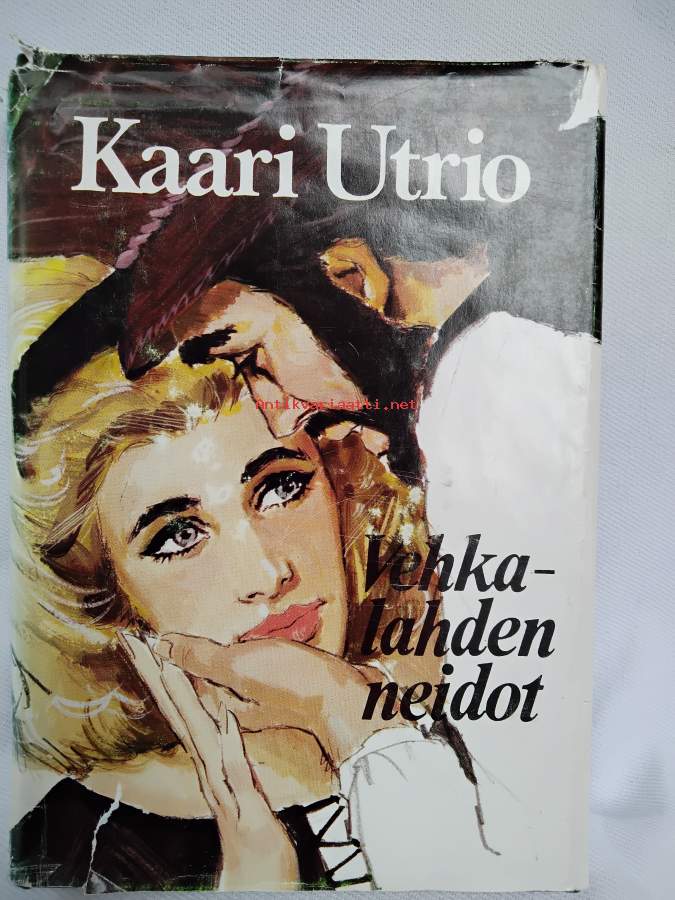 Kaari Utrio
Antikvariaatti.net
Vehka-
lahden
neidot